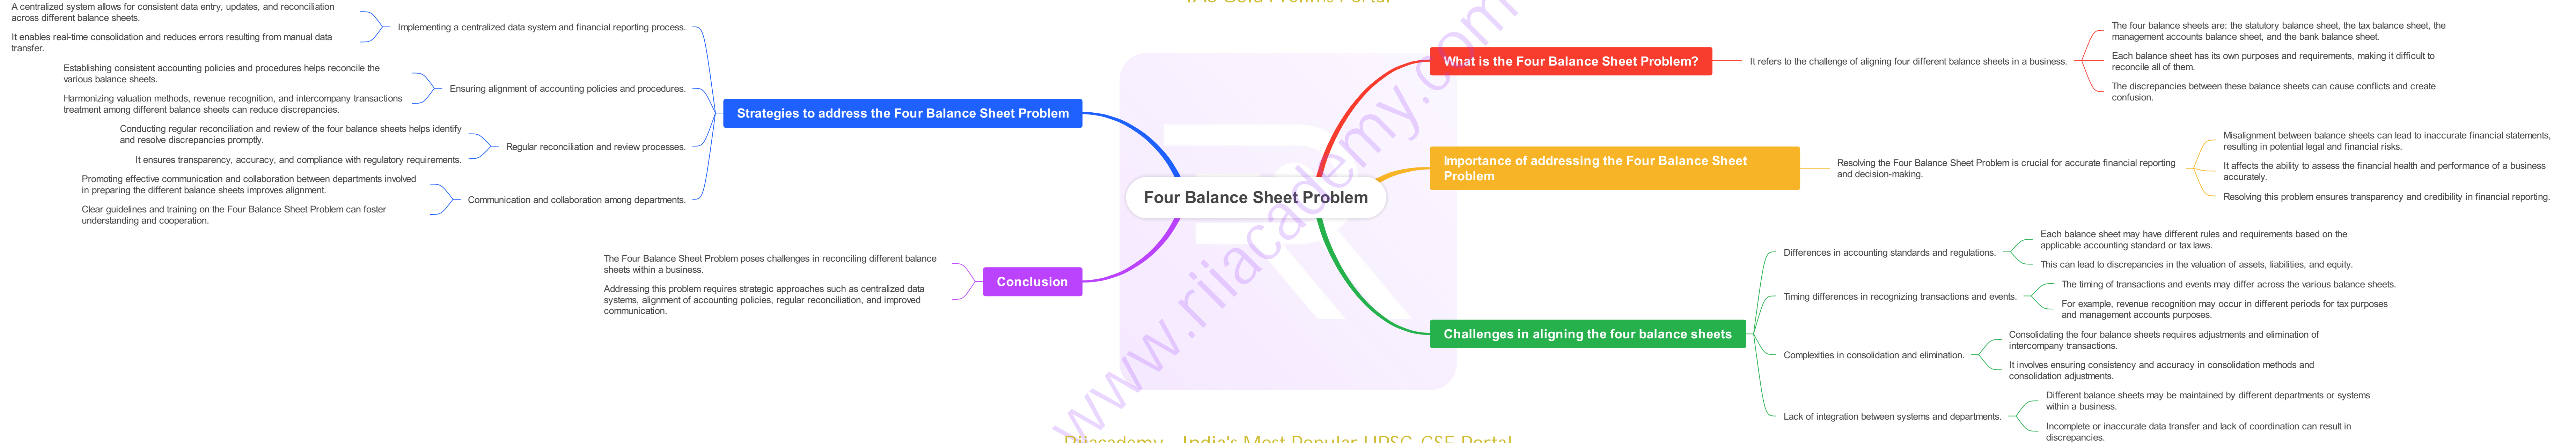 IAS Gold Prelims Portal
Four Balance Sheet Problem
What is the Four Balance Sheet Problem?
It refers to the challenge of aligning four different balance sheets in a business.
The four balance sheets are: the statutory balance sheet, the tax balance sheet, the
management accounts balance sheet, and the bank balance sheet.
Each balance sheet has its own purposes and requirements, making it difficult to
reconcile all of them.
The discrepancies between these balance sheets can cause conflicts and create
confusion.
Importance of addressing the Four Balance Sheet
Problem
Resolving the Four Balance Sheet Problem is crucial for accurate financial reporting
and decision-making.
Misalignment between balance sheets can lead to inaccurate financial statements,
resulting in potential legal and financial risks.
It affects the ability to assess the financial health and performance of a business
accurately.
Resolving this problem ensures transparency and credibility in financial reporting.
Challenges in aligning the four balance sheets
Differences in accounting standards and regulations.
Each balance sheet may have different rules and requirements based on the
applicable accounting standard or tax laws.
This can lead to discrepancies in the valuation of assets, liabilities, and equity.
Timing differences in recognizing transactions and events.
The timing of transactions and events may differ across the various balance sheets.
For example, revenue recognition may occur in different periods for tax purposes
and management accounts purposes.
Complexities in consolidation and elimination.
Consolidating the four balance sheets requires adjustments and elimination of
intercompany transactions.
It involves ensuring consistency and accuracy in consolidation methods and
consolidation adjustments.
Lack of integration between systems and departments.
Different balance sheets may be maintained by different departments or systems
within a business.
Incomplete or inaccurate data transfer and lack of coordination can result in
discrepancies.
Strategies to address the Four Balance Sheet Problem
Implementing a centralized data system and financial reporting process.
A centralized system allows for consistent data entry, updates, and reconciliation
across different balance sheets.
It enables real-time consolidation and reduces errors resulting from manual data
transfer.
Ensuring alignment of accounting policies and procedures.
Establishing consistent accounting policies and procedures helps reconcile the
various balance sheets.
Harmonizing valuation methods, revenue recognition, and intercompany transactions
treatment among different balance sheets can reduce discrepancies.
Regular reconciliation and review processes.
Conducting regular reconciliation and review of the four balance sheets helps identify
and resolve discrepancies promptly.
It ensures transparency, accuracy, and compliance with regulatory requirements.
Communication and collaboration among departments.
Promoting effective communication and collaboration between departments involved
in preparing the different balance sheets improves alignment.
Clear guidelines and training on the Four Balance Sheet Problem can foster
understanding and cooperation.
Conclusion
The Four Balance Sheet Problem poses challenges in reconciling different balance
sheets within a business.
Addressing this problem requires strategic approaches such as centralized data
systems, alignment of accounting policies, regular reconciliation, and improved
communication.
www.rijiacademy.com
Rijiacademy - India's Most Popular UPSC-CSE Portal